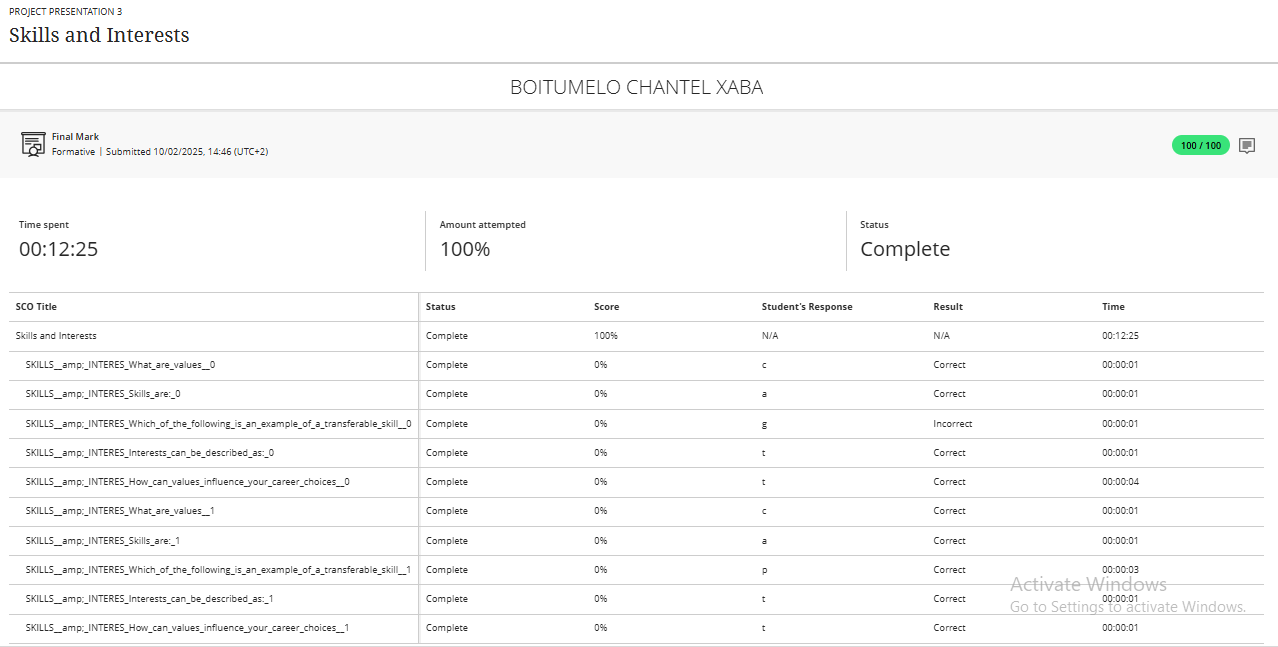 PROJECT PRESENTATION 3
Skills and Interests
BOITUMELO CHANTEL XABA
Final Mark
Formative | Submitted 10/02/2025, 14:46 (UTC+2)
100 / 100
Time spent
00:12:25
Amount attempted
100%
Status
Complete
SCO Title Status Score Student's Response Result Time
Skills and Interests Complete 100% N/A N/A 00:12:25
SKILLS__amp;_INTERES_What_are_values__0 Complete 0% c Correct 00:00:01
SKILLS__amp;_INTERES_Skills_are:_0 Complete 0% a Correct 00:00:01
SKILLS__amp;_INTERES_Which_of_the_following_is_an_example_of_a_transferable_skill__0 Complete 0% g Incorrect 00:00:01
SKILLS__amp;_INTERES_Interests_can_be_described_as:_0 Complete 0% t Correct 00:00:01
SKILLS__amp;_INTERES_How_can_values_influence_your_career_choices__0 Complete 0% t Correct 00:00:04
SKILLS__amp;_INTERES_What_are_values__1 Complete 0% c Correct 00:00:01
SKILLS__amp;_INTERES_Skills_are:_1 Complete 0% a Correct 00:00:01
SKILLS__amp;_INTERES_Which_of_the_following_is_an_example_of_a_transferable_skill__1 Complete 0% p Correct 00:00:03
Activate Windows
SKILLS__amp;_INTERES_Interests_can_be_described_as:_1 Complete 0% t Correct 00:00:01
Go to Settings to activate Windows.
SKILLS__amp;_INTERES_How_can_values_influence_your_career_choices__1 Complete 0% t Correct 00:00:01